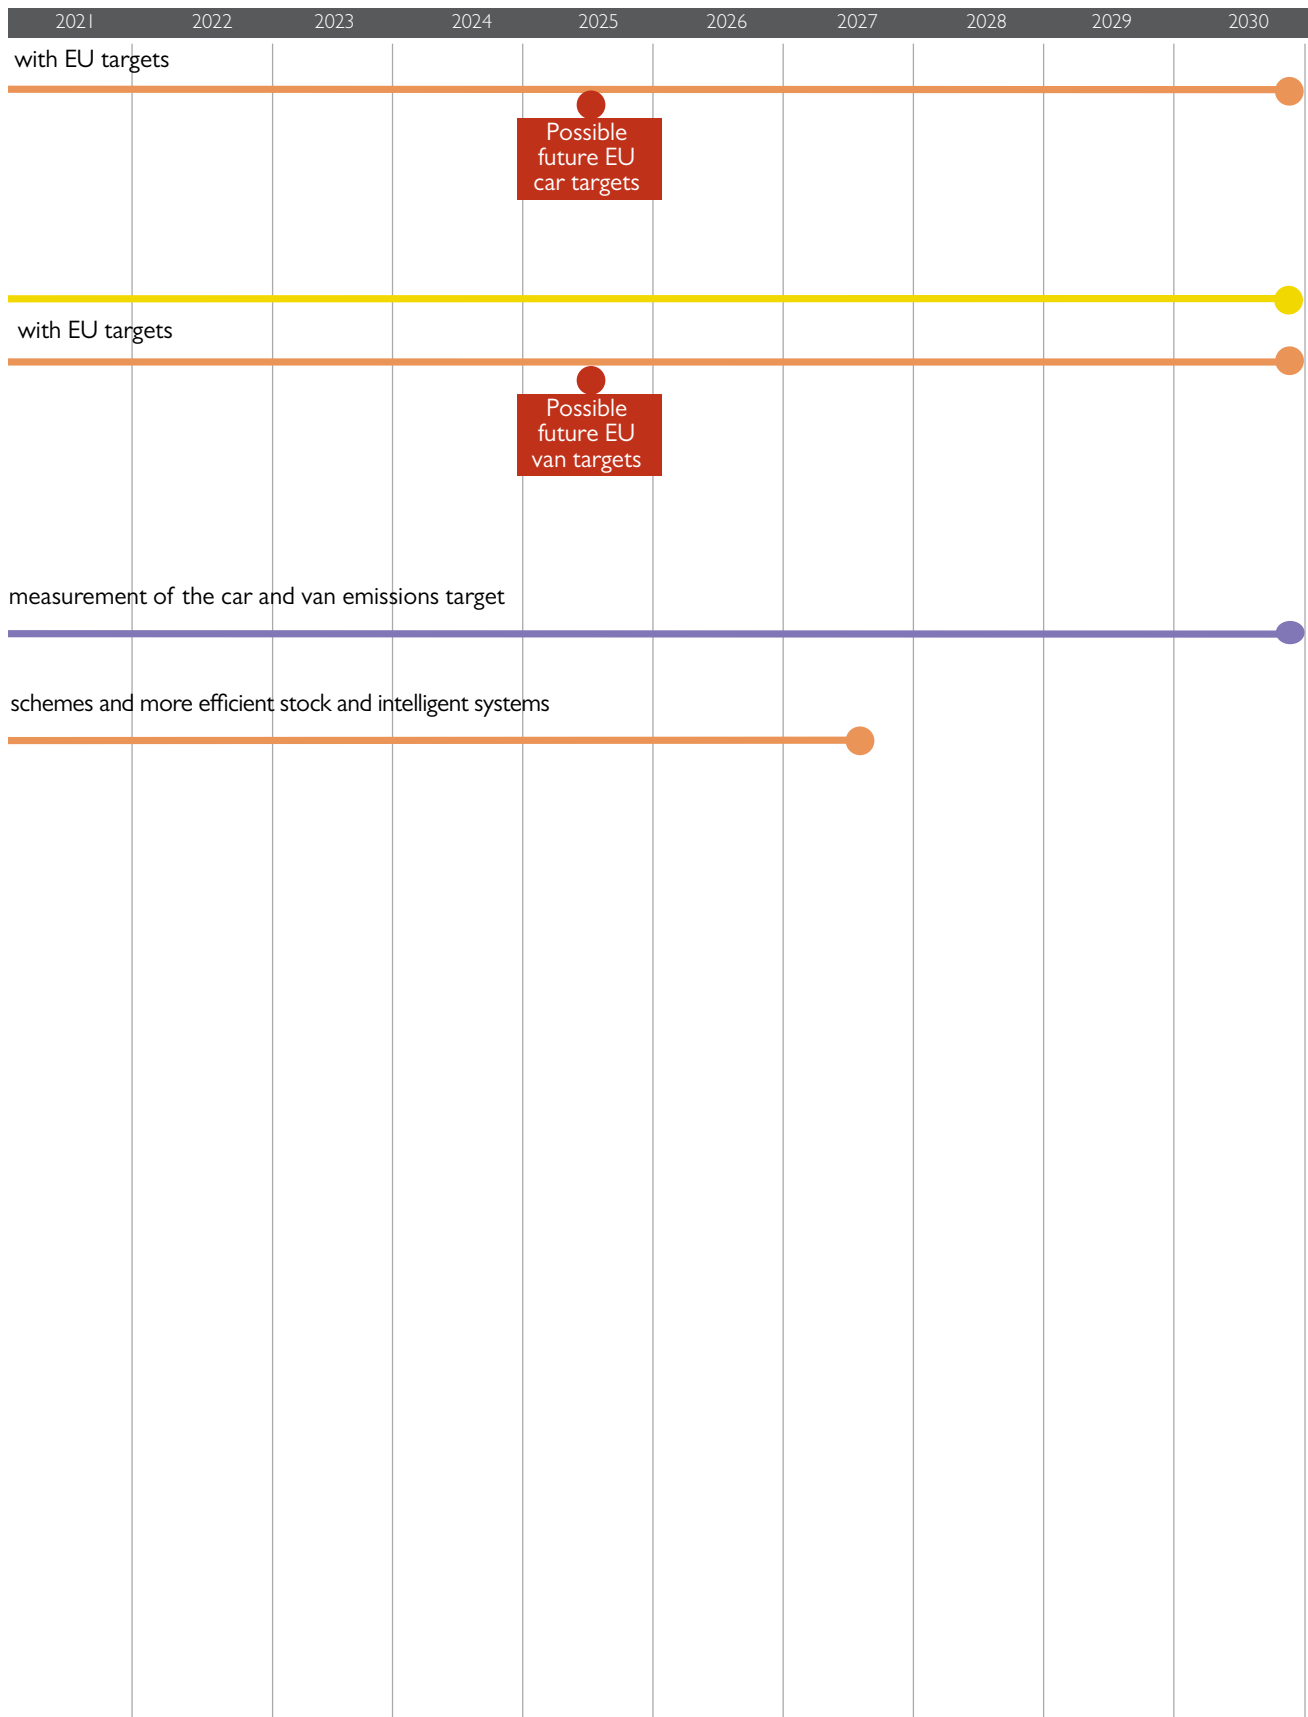 2021 2022 2023 2024 2025 2026 2027 2028 2029 2030
with EU targets
Possible
future EU
car targets
with EU targets
Possible
future EU
van targets
measurement of the car and van emissions target
schemes and more efficient stock and intelligent systems